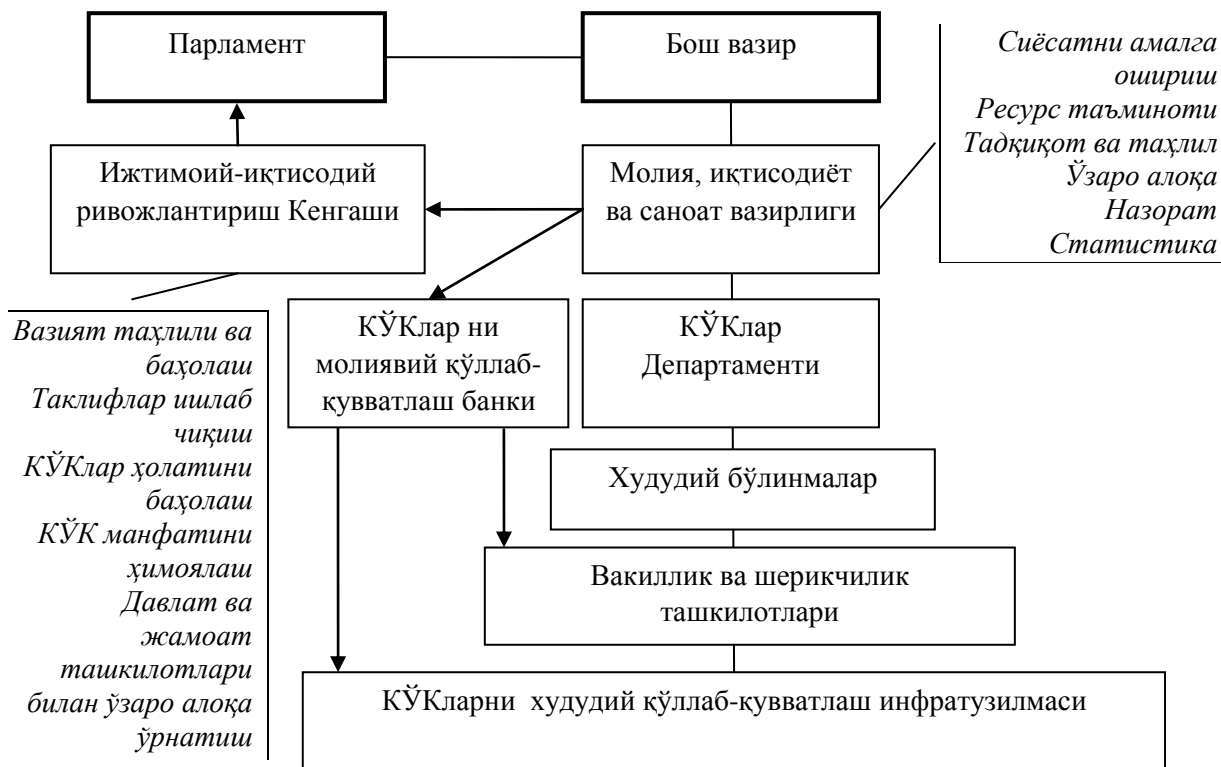 Парламент
Бош вазир
Сиёсатни амалга
ошириш
Ресурс таъминоти
Тадқиқот ва таҳлил
Ўзаро алоқа
Назорат
Статистика
Ижтимоий-иқтисодий
ривожлантириш Кенгаши
Молия, иқтисодиёт
ва саноат вазирлиги
Вазият таҳлили ва
баҳолаш
Таклифлар ишлаб
чиқиш
КЎКлар ҳолатини
баҳолаш
КЎК манфатини
ҳимоялаш
Давлат ва
жамоат
ташкилотлари
билан ўзаро алоқа
ўрнатиш
КЎКлар ни
молиявий қўллаб-
қувватлаш банки
КЎКлар
Департаменти
Худудий бўлинмалар
Вакиллик ва шерикчилик
ташкилотлари
КЎКларни худудий қўллаб-қувватлаш инфратузилмаси